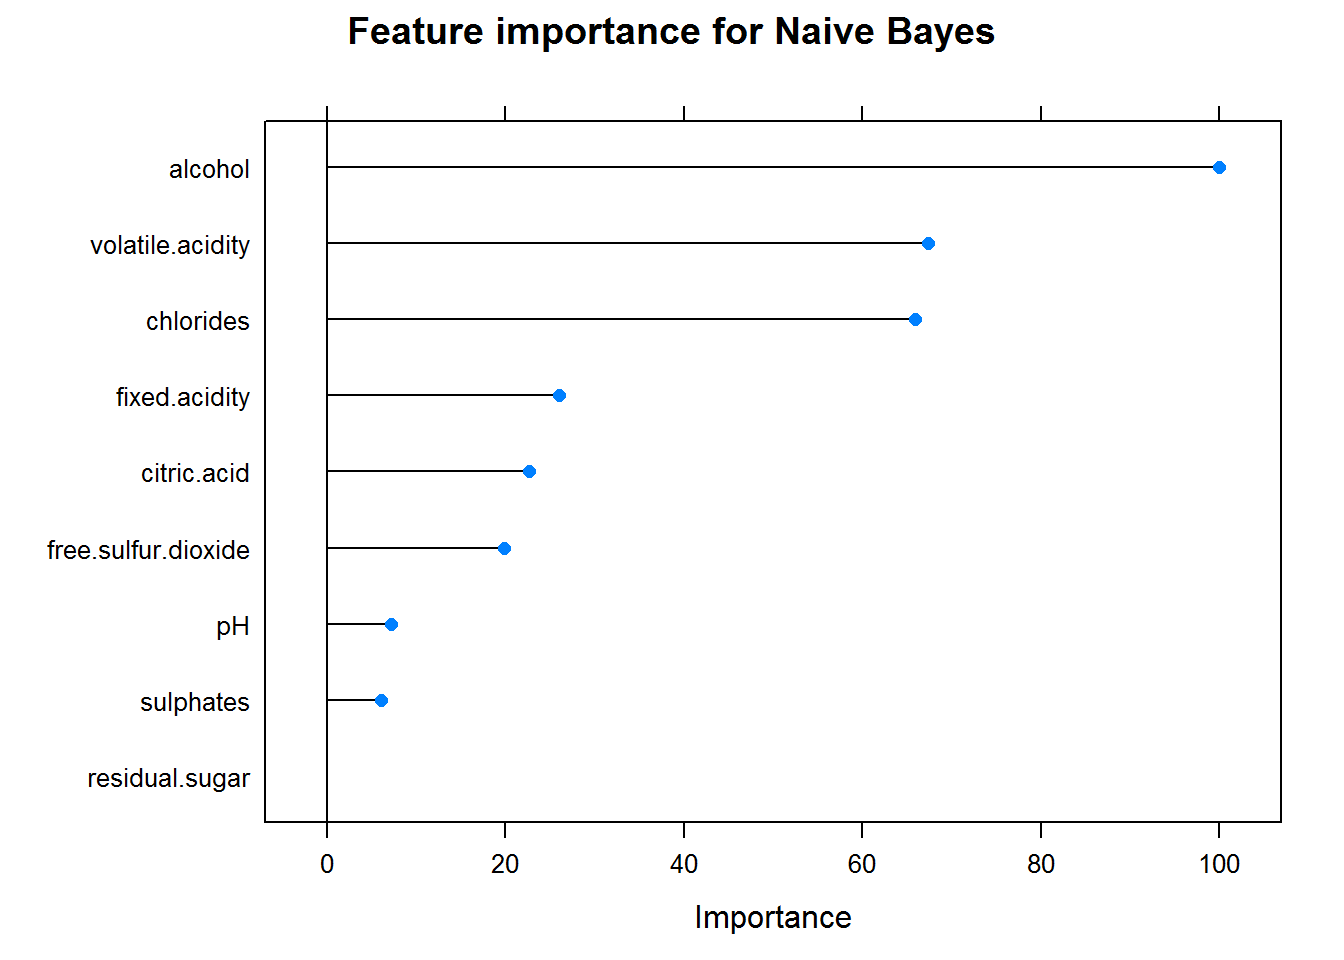 Feature importance for Naive Bayes
alcohol
volatile.acidity
chlorides
fixed.acidity
citric.acid
free.sulfur.dioxide
pH
sulphates
residual.sugar
0 20 40 60 80 100
Importance